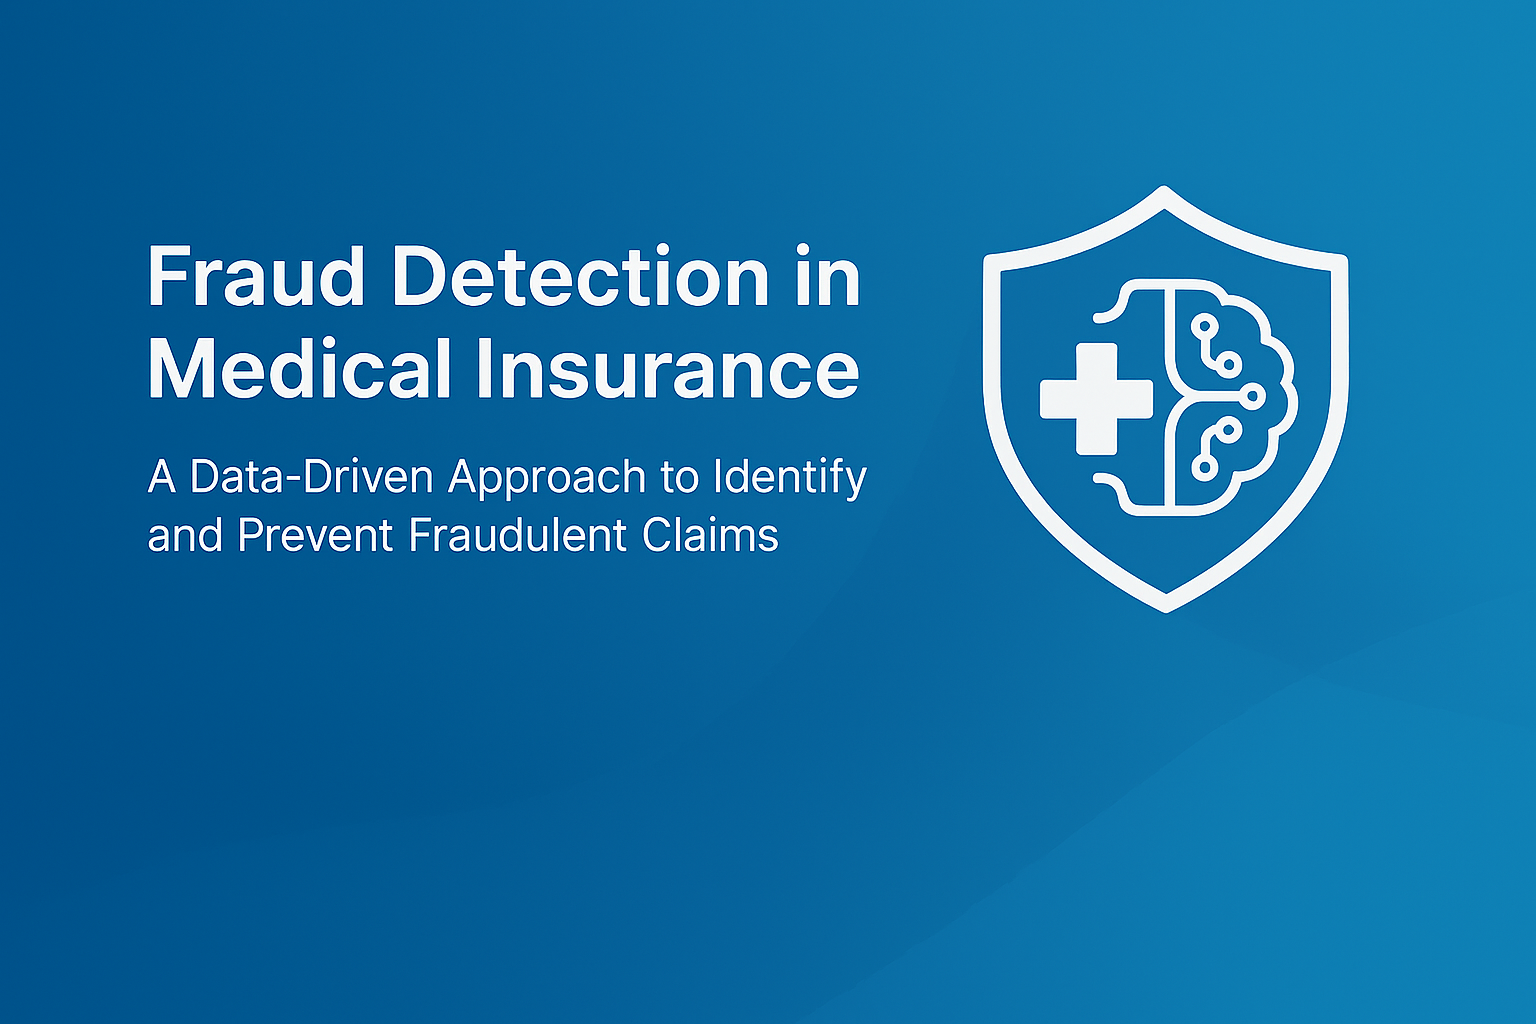 Fraud Detection in
Medical Insurance
A Data-Driven Approach to Identify
and Prevent Fraudulent Claims